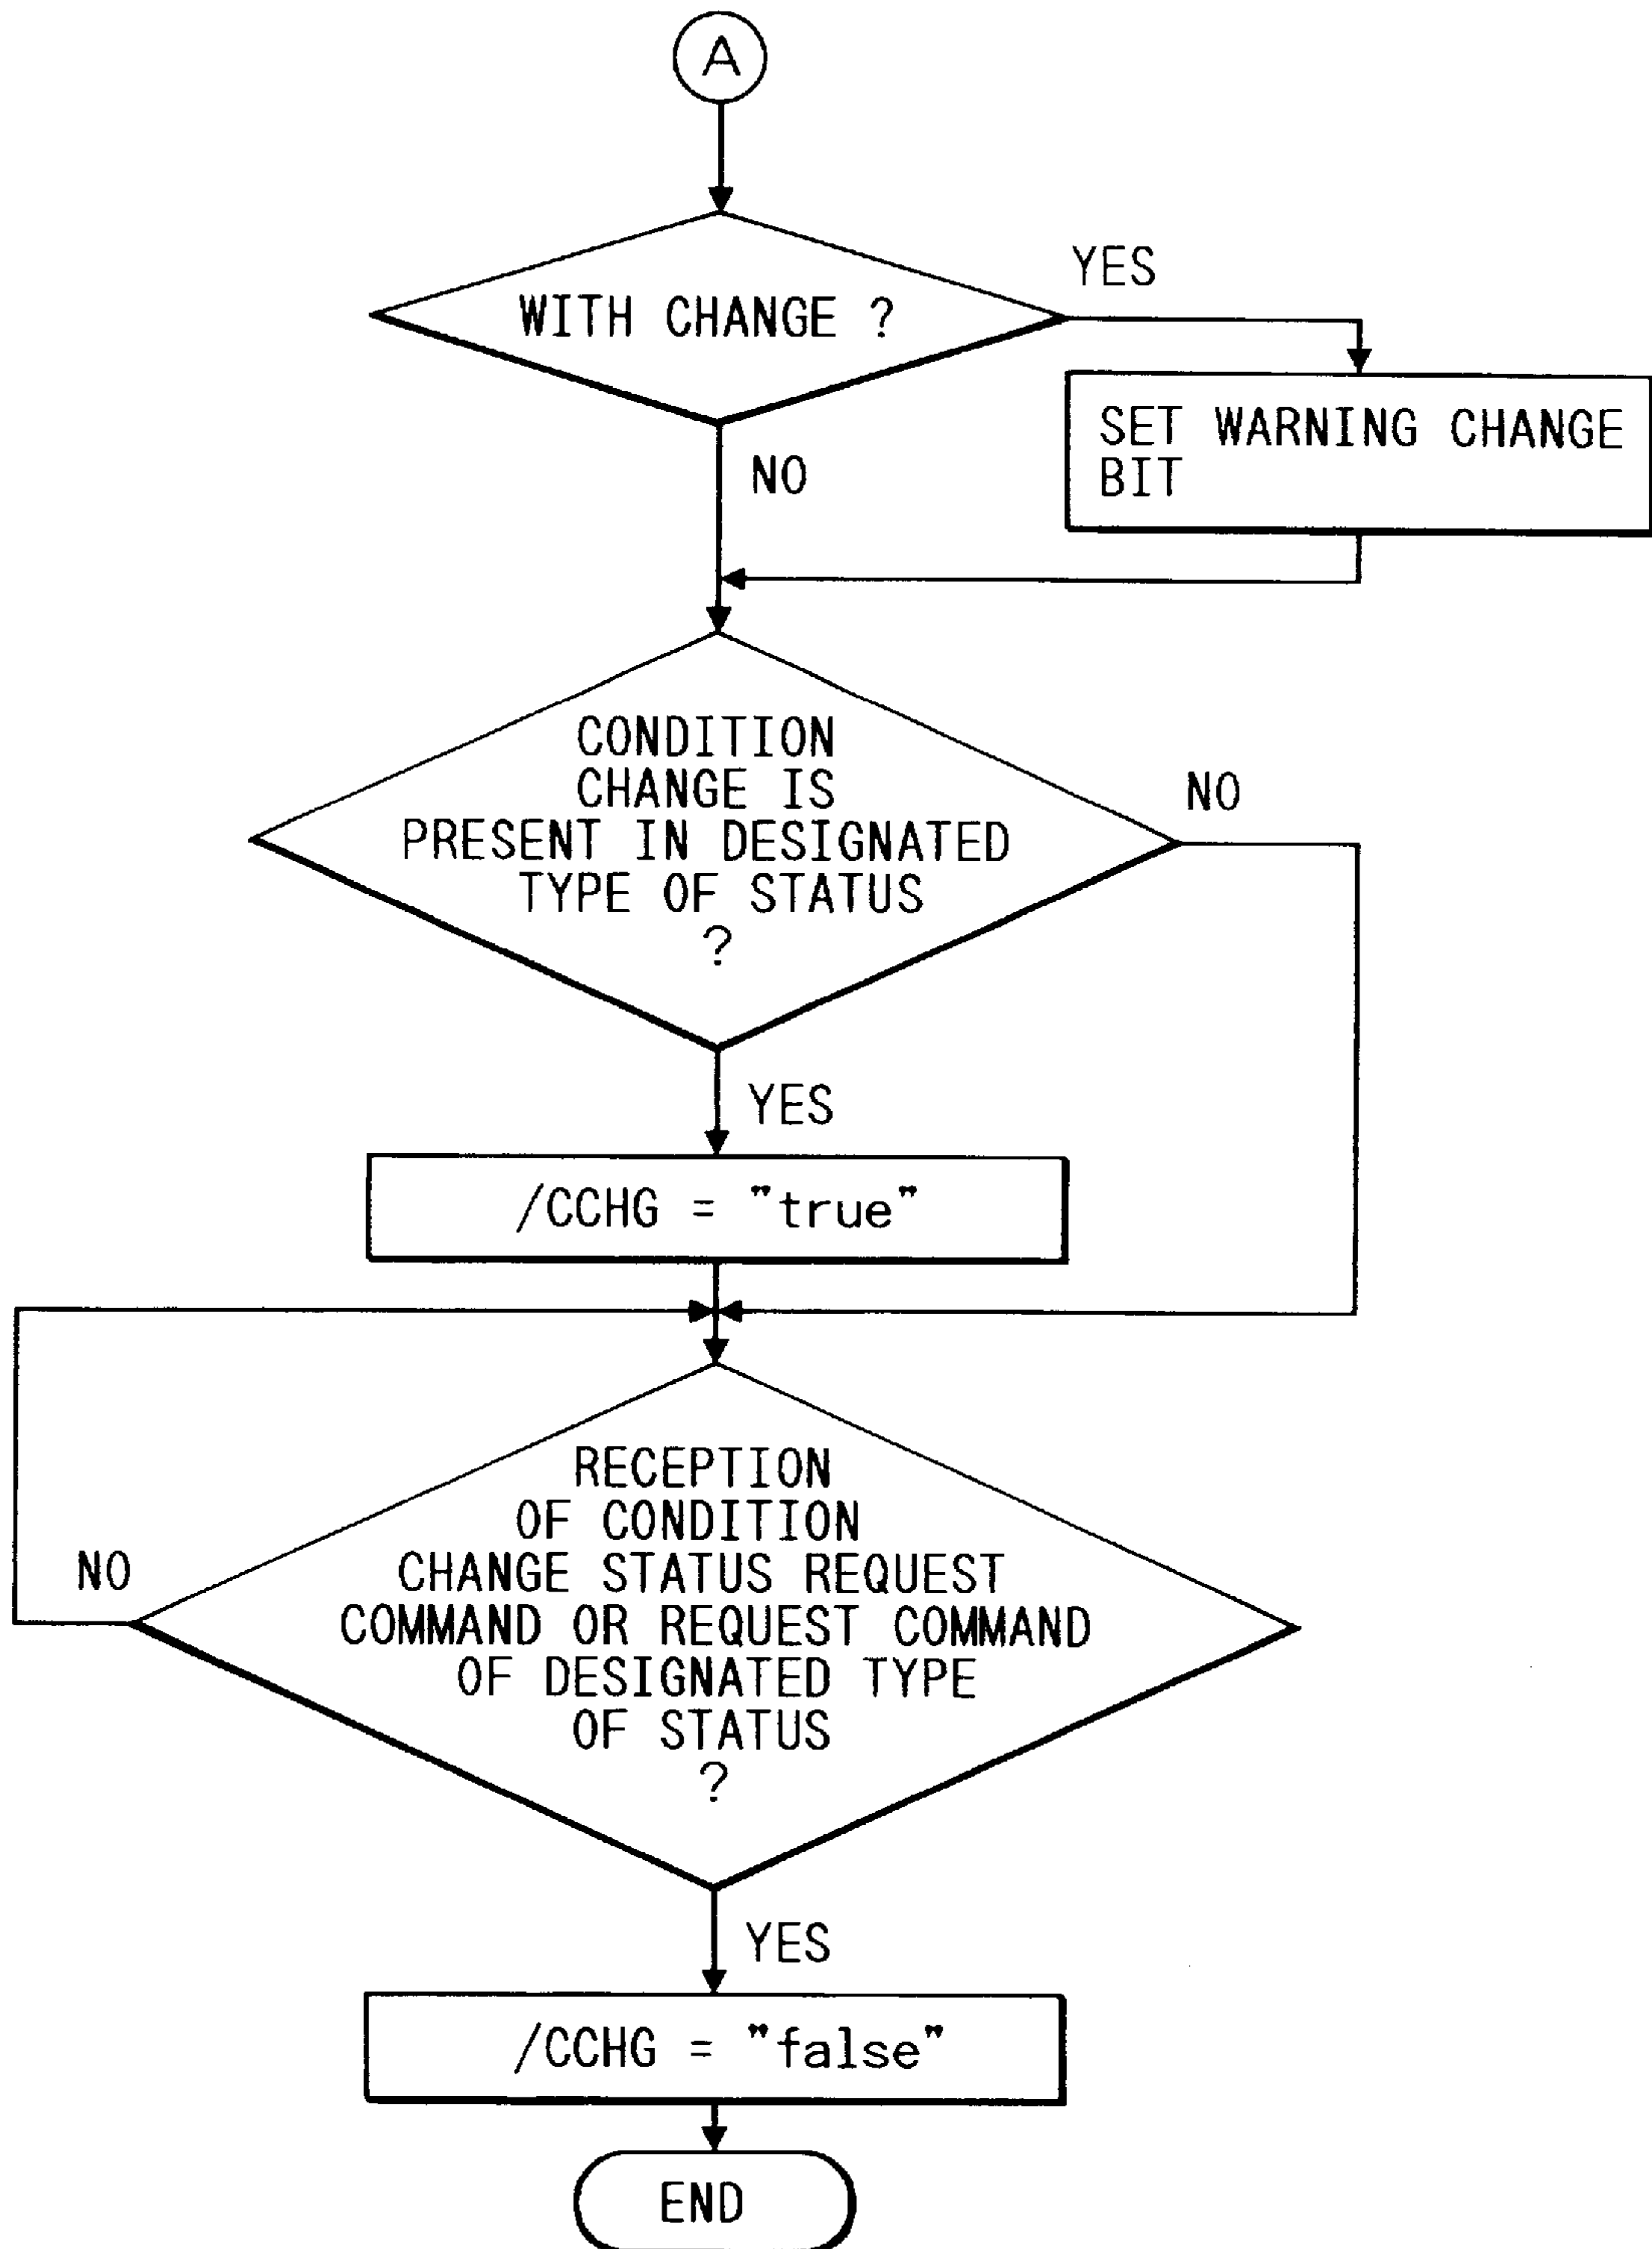 A
WITH CHANGE ?
YES
SET WARNING CHANGE
BIT
NO
CONDITION
CHANGE IS
PRESENT IN DESIGNATED
TYPE OF STATUS
?
NO
YES
/CCHG = "true"
RECEPTION
OF CONDITION
CHANGE STATUS REQUEST
COMMAND OR REQUEST COMMAND
OF DESIGNATED TYPE
OF STATUS
?
NO
YES
/CCHG = "false"
END